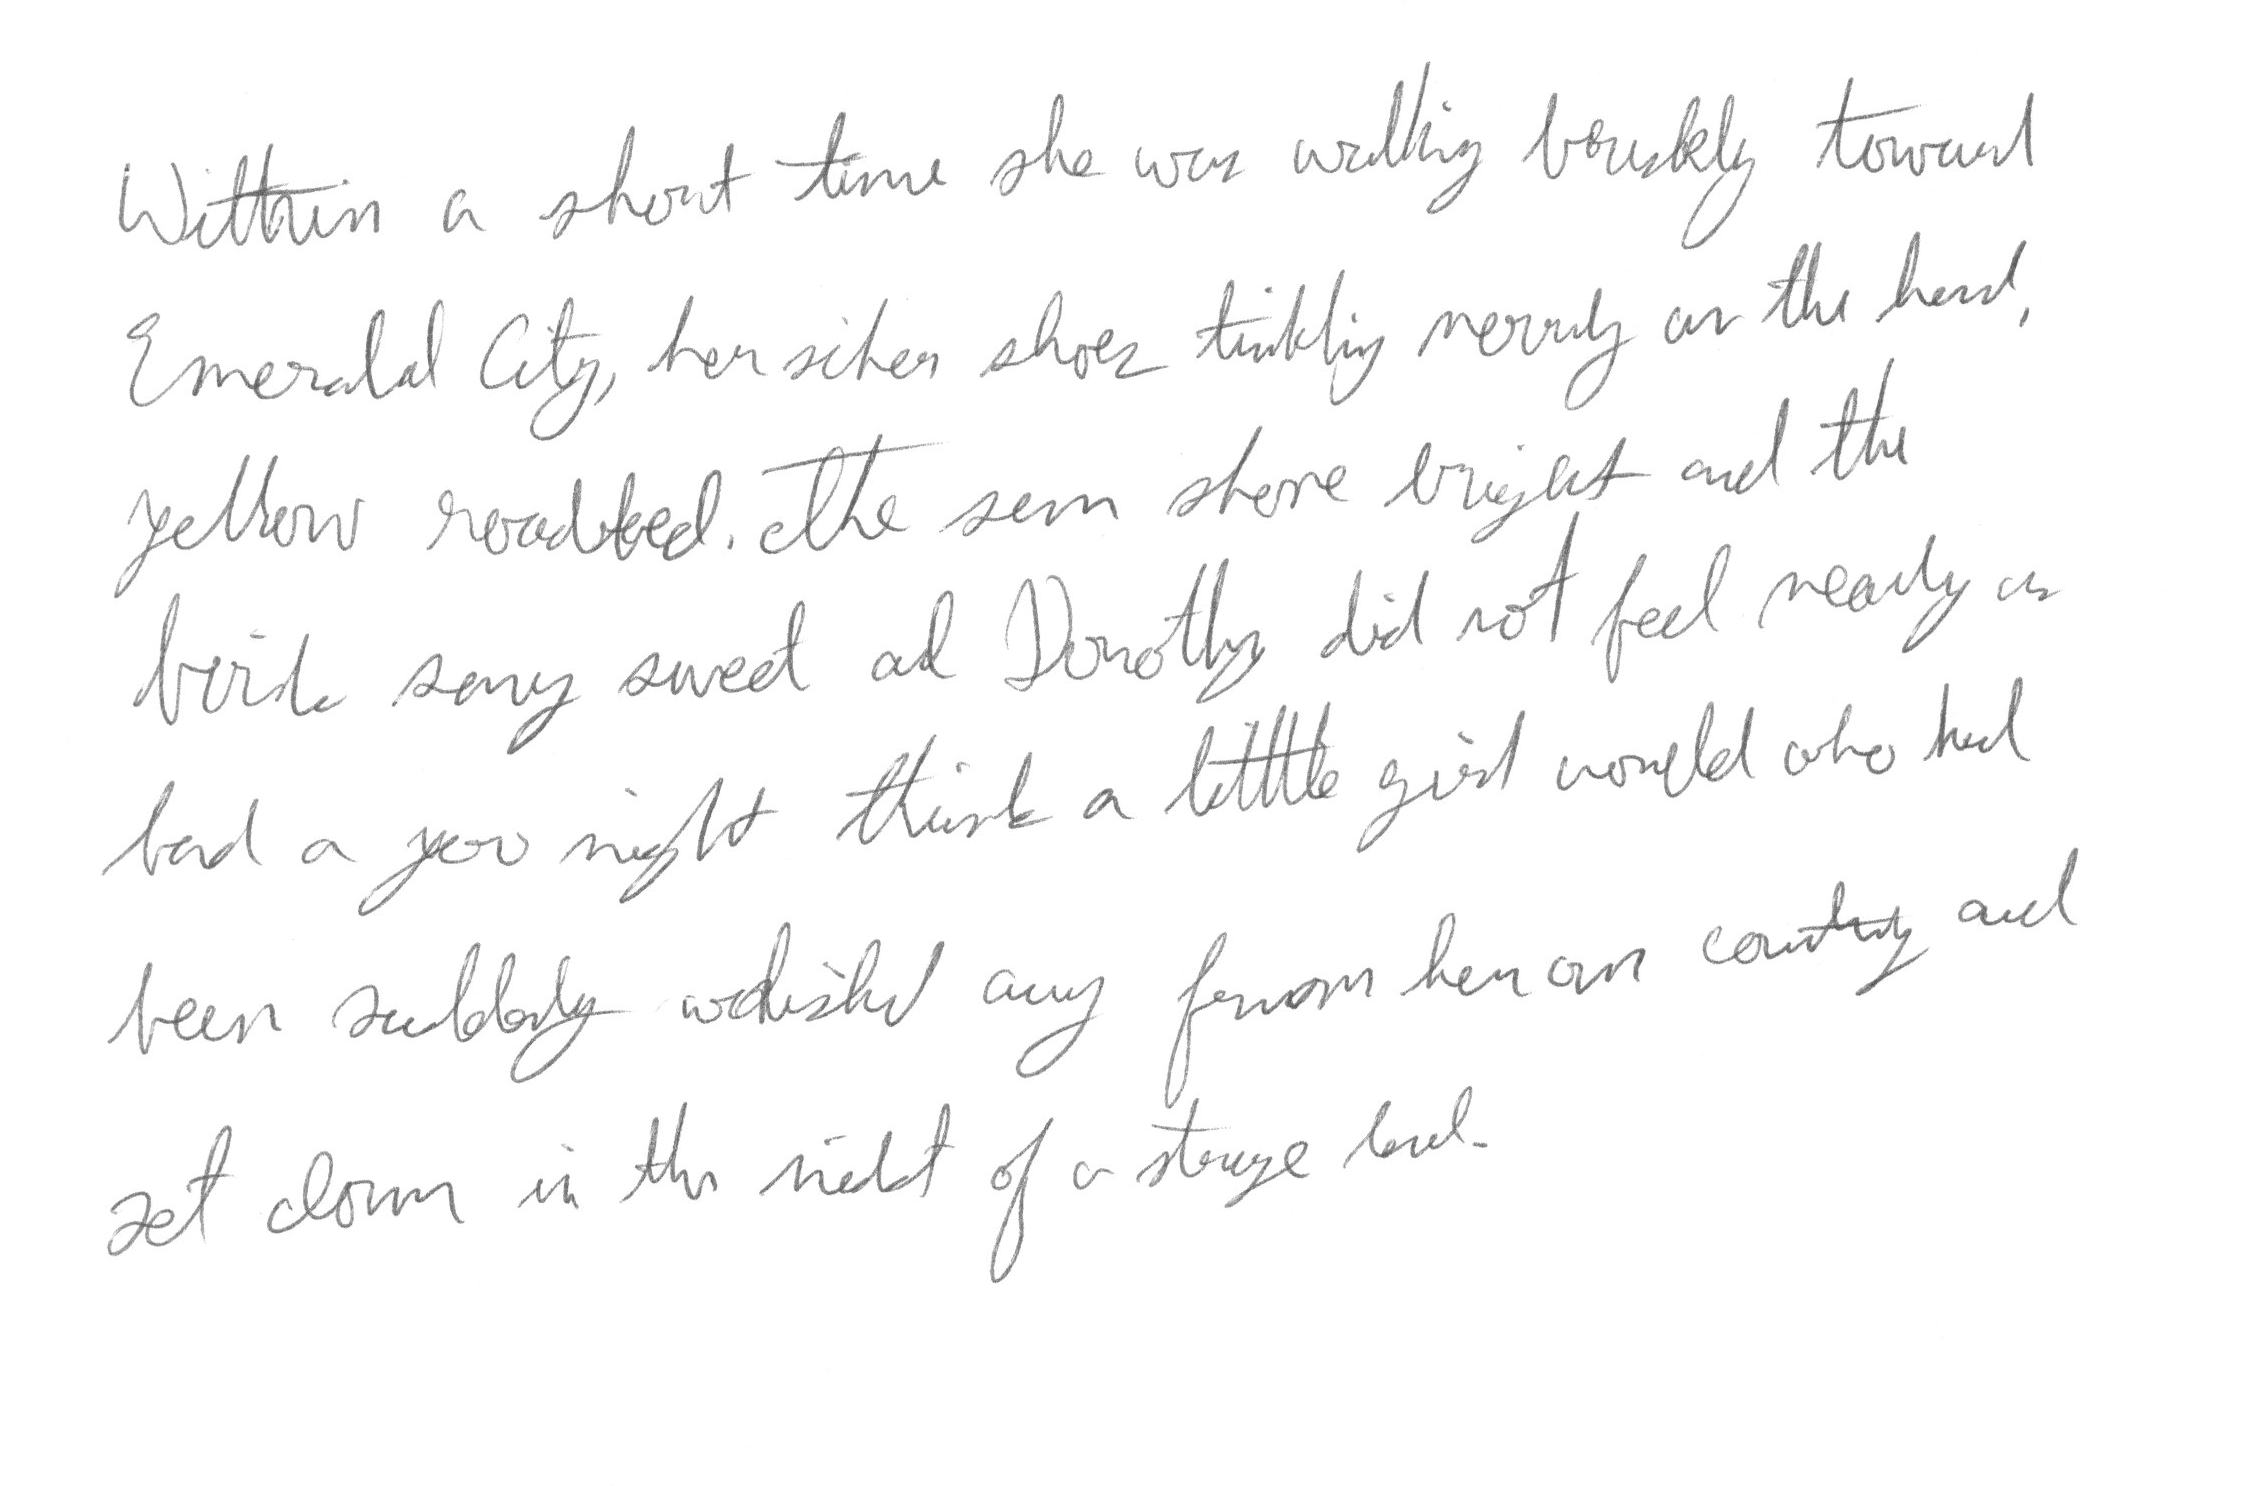 Within a short time she was walking briskly toward
Emerald City, her silver shoes tinkling merrily on the hard,
yellow roadbed. The sun shone bright and the
birds sang sweet and Dorothy did not feel nearly as
bad a you might think a little girl would who had
been suddenly whisked away from her own country and
set down in the midst of a strange land.